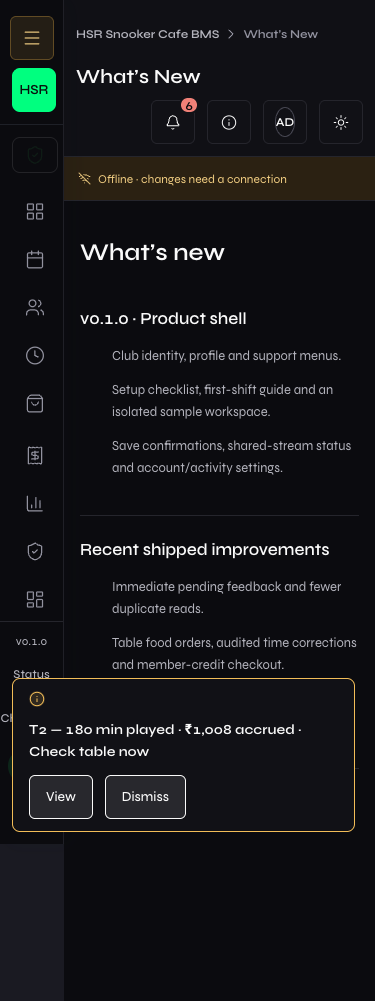 HSR Snooker Cafe BMS > What's New
HSR
What's New
6
AD
Offline · changes need a connection
What's new
v0.1.0 · Product shell
Club identity, profile and support menus.
Setup checklist, first-shift guide and an
isolated sample workspace.
Save confirmations, shared-stream status
and account/activity settings.
Recent shipped improvements
Immediate pending feedback and fewer
duplicate reads.
Table food orders, audited time corrections
and member-credit checkout.
v0.1.0
Status
T2 — 180 min played · ₹1,008 accrued ·
Check table now
View
Dismiss